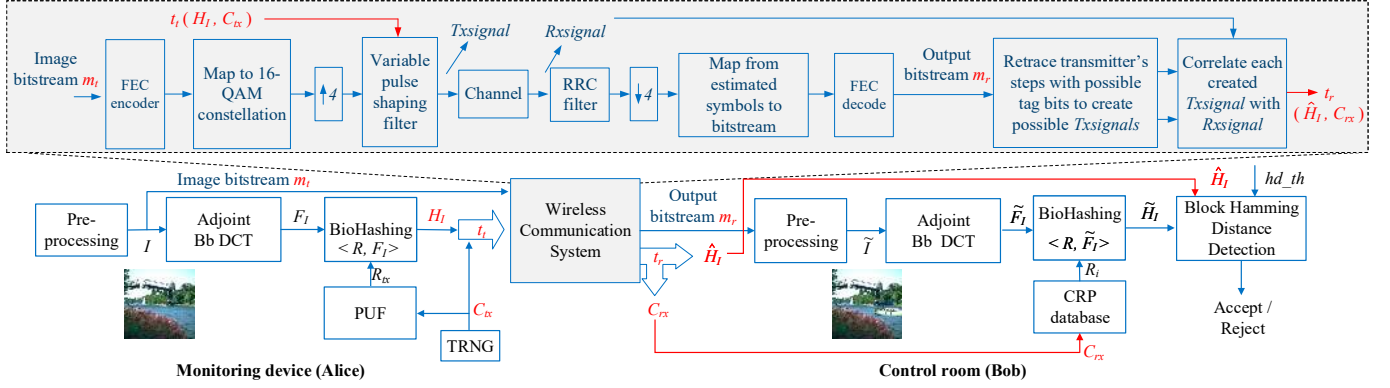 t_t ( H_I , C_tx )
Txsignal
Rxsignal
Image
bitstream m_t
FEC
encoder
Map to 16-
QAM
constellation
↑ 4
Variable
pulse
shaping
filter
Channel
RRC
filter
↓ 4
Map from
estimated
symbols to
bitstream
FEC
decode
Output
bitstream m_r
Retrace transmitter's
steps with possible
tag bits to create
possible Txsignals
Correlate each
created
Txsignal with
Rxsignal
t_r
( Ĥ_I , C_rx )
Image bitstream m_t
Pre-
processing
I
Adjoint
Bb DCT
F_I
BioHashing
< R, F_I >
H_I
t_t
R_tx
PUF
C_tx
TRNG
Wireless
Communication
System
Output
bitstream m_r
t_r
Ĥ_I
C_rx
Pre-
processing
Ĩ
Adjoint
Bb DCT
F̃_I
BioHashing
< R, F̃_I >
H̃_I
R_i
CRP
database
C_rx
Ĥ_I
hd_th
Block Hamming
Distance
Detection
Accept /
Reject
Monitoring device (Alice)
Control room (Bob)